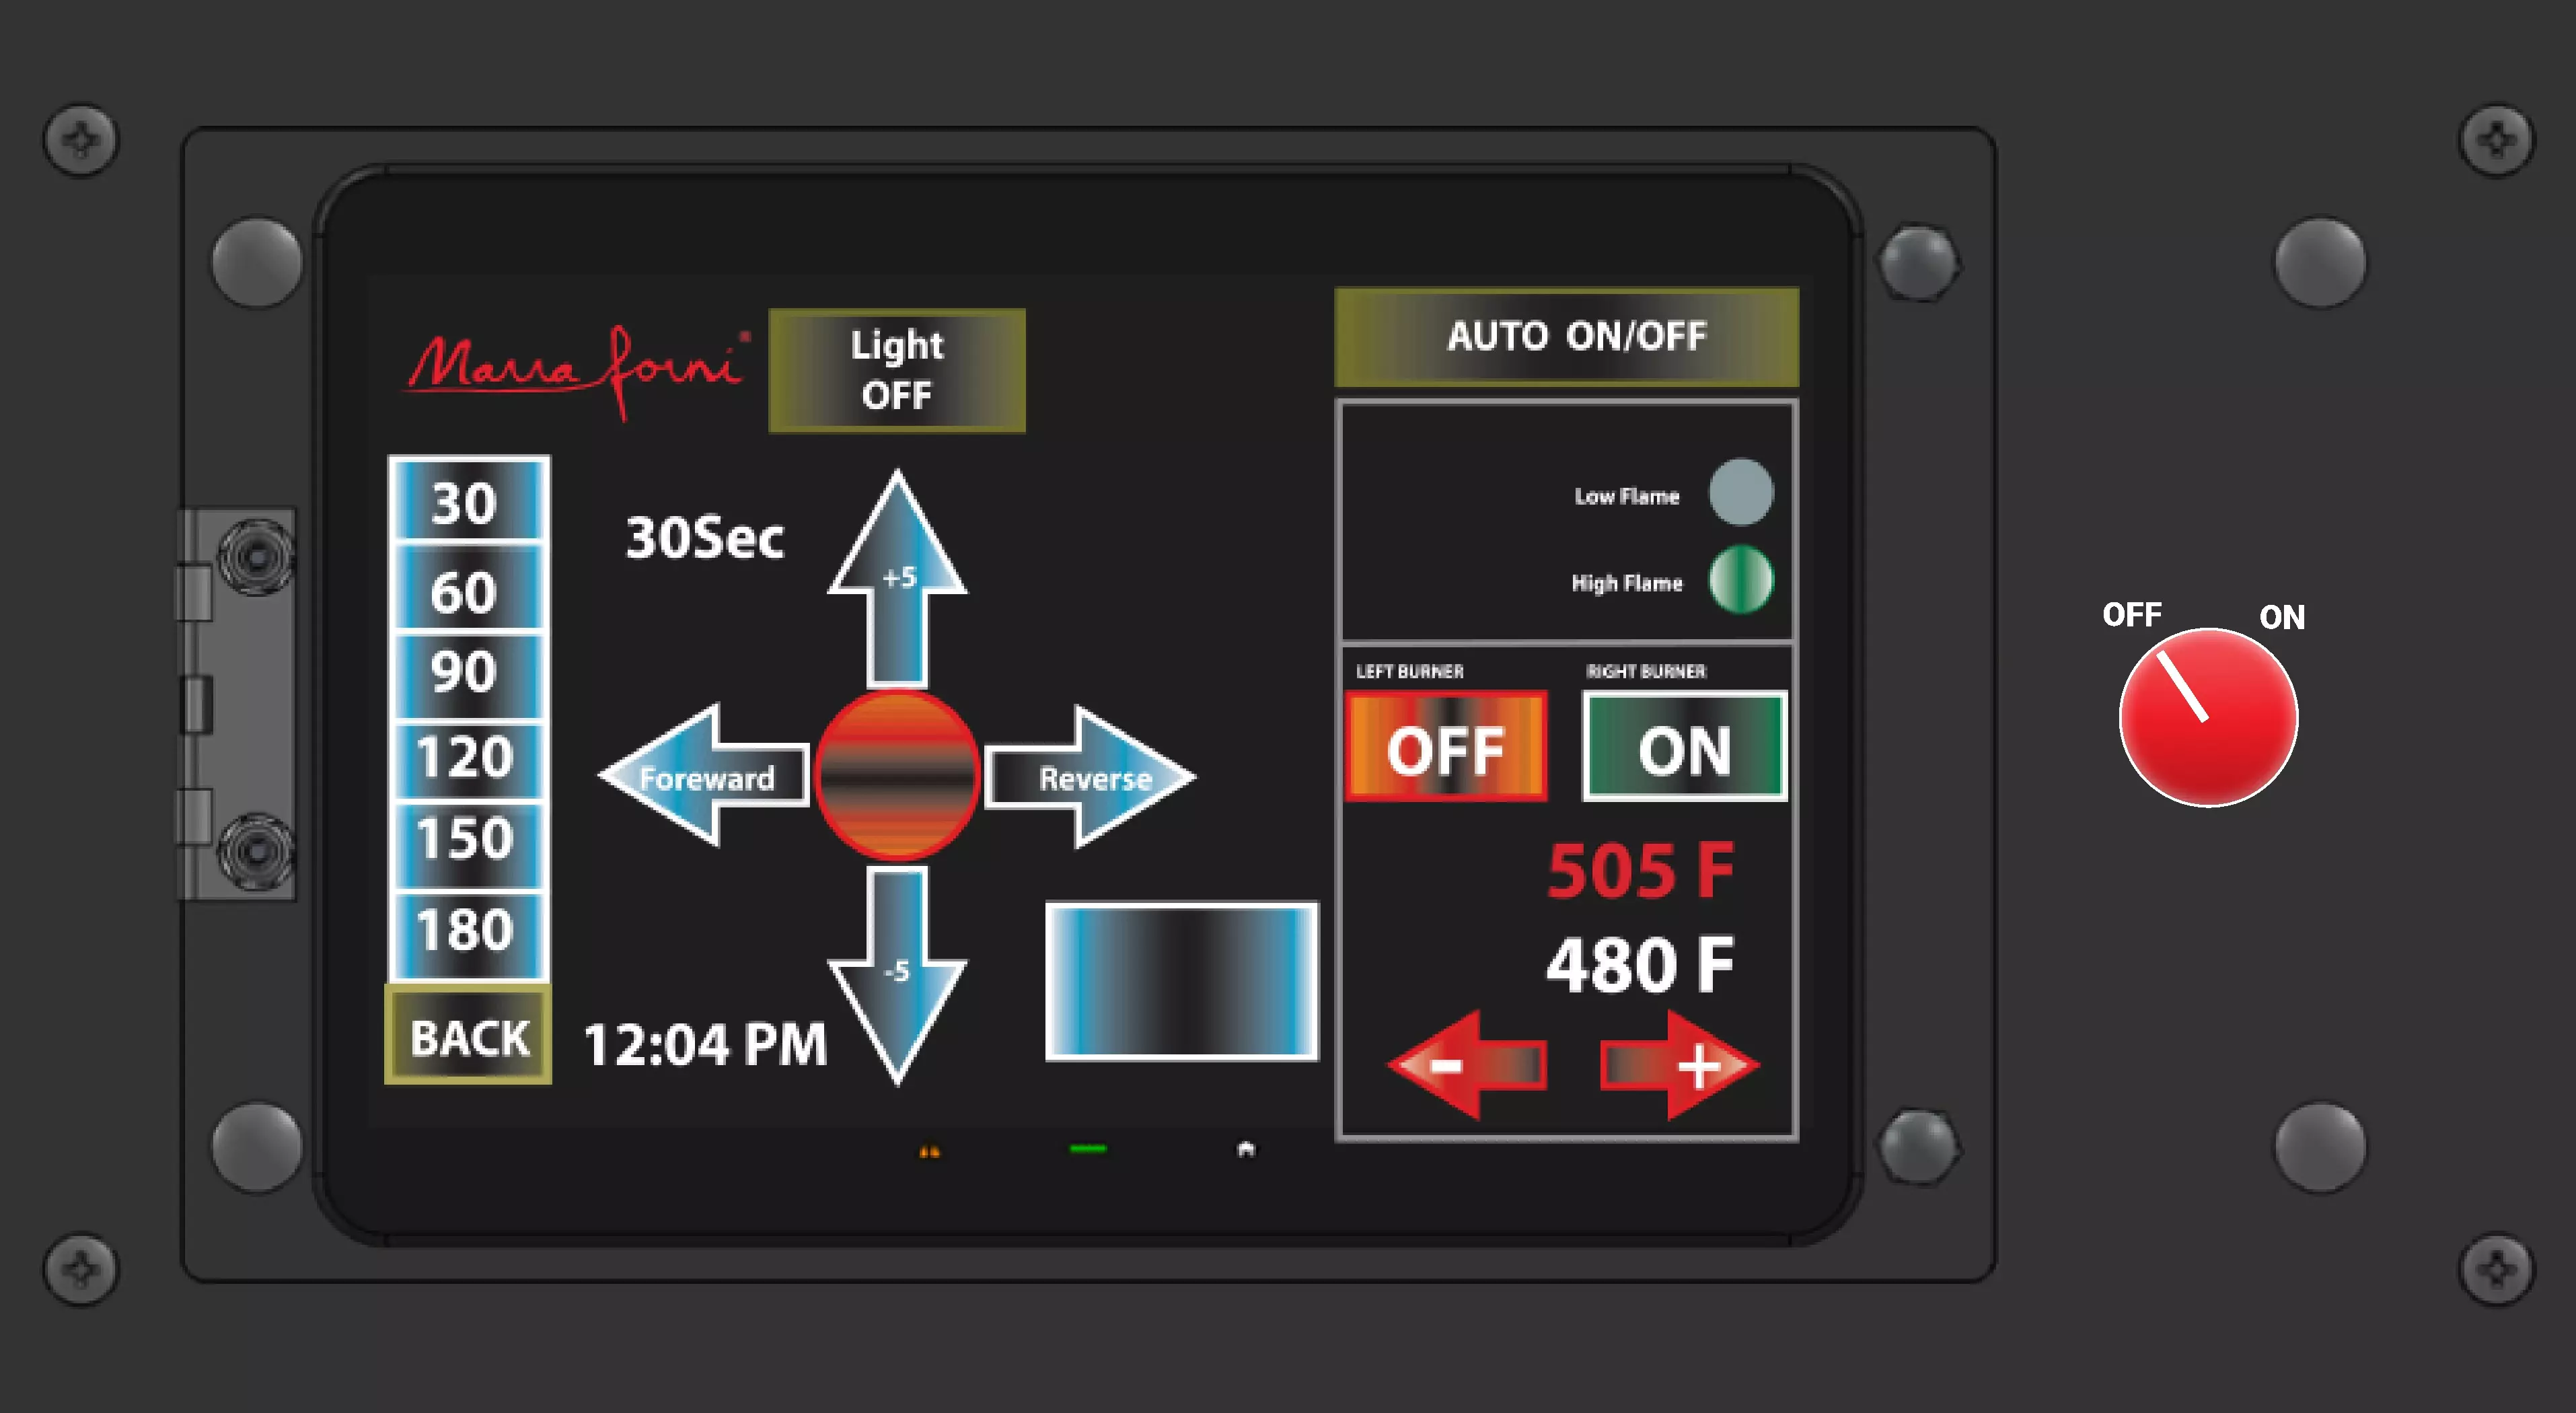 Marra forni
Light
OFF
AUTO ON/OFF
30
60
90
120
150
180
BACK
30Sec
+5
Foreward
Reverse
-5
12:04 PM
Low Flame
High Flame
LEFT BURNER
RIGHT BURNER
OFF
ON
505 F
480 F
-
+
OFF
ON